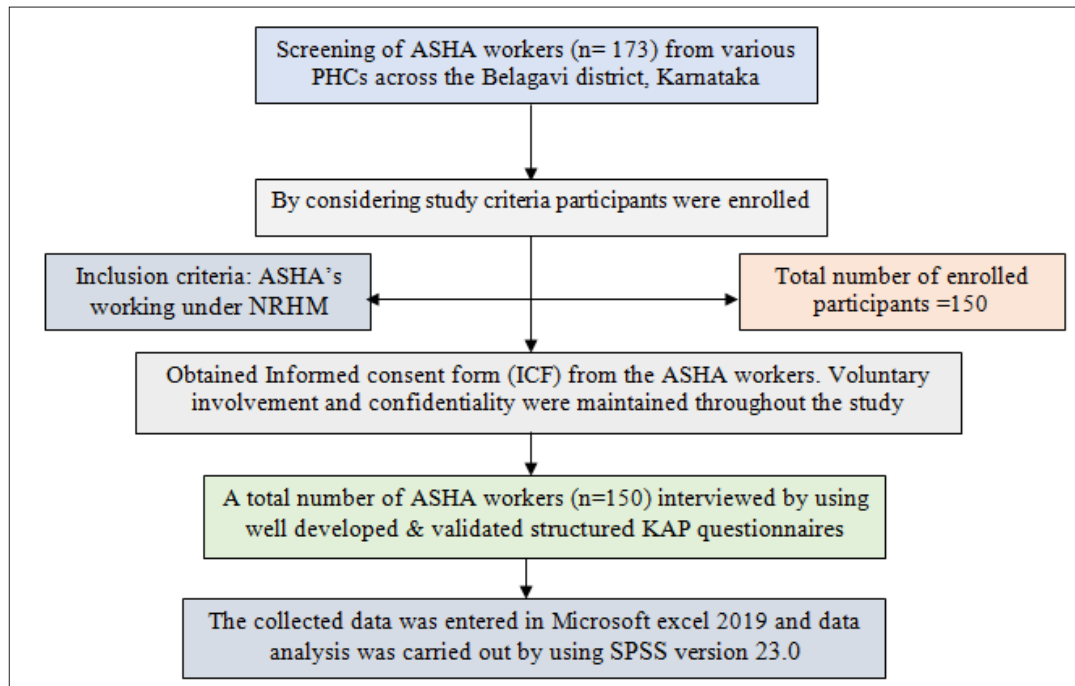 Screening of ASHA workers (n= 173) from various
PHCs across the Belagavi district, Karnataka
By considering study criteria participants were enrolled
Inclusion criteria: ASHA’s
working under NRHM
Total number of enrolled
participants =150
Obtained Informed consent form (ICF) from the ASHA workers. Voluntary
involvement and confidentiality were maintained throughout the study
A total number of ASHA workers (n=150) interviewed by using
well developed & validated structured KAP questionnaires
The collected data was entered in Microsoft excel 2019 and data
analysis was carried out by using SPSS version 23.0